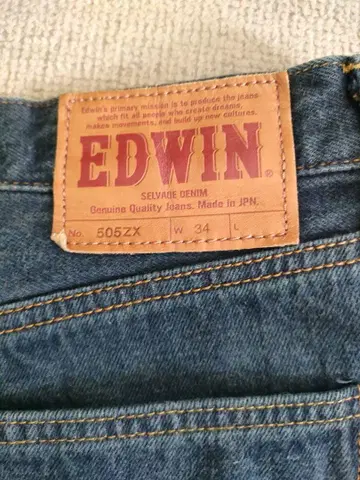 Edwin's primary mission is to produce the jeans
which fit all people who create dreams,
makes movements, and build up new cultures.
EDWIN®
SELVAGE DENIM
Genuine Quality Jeans. Made in JPN.
No. 505ZX W 34 L